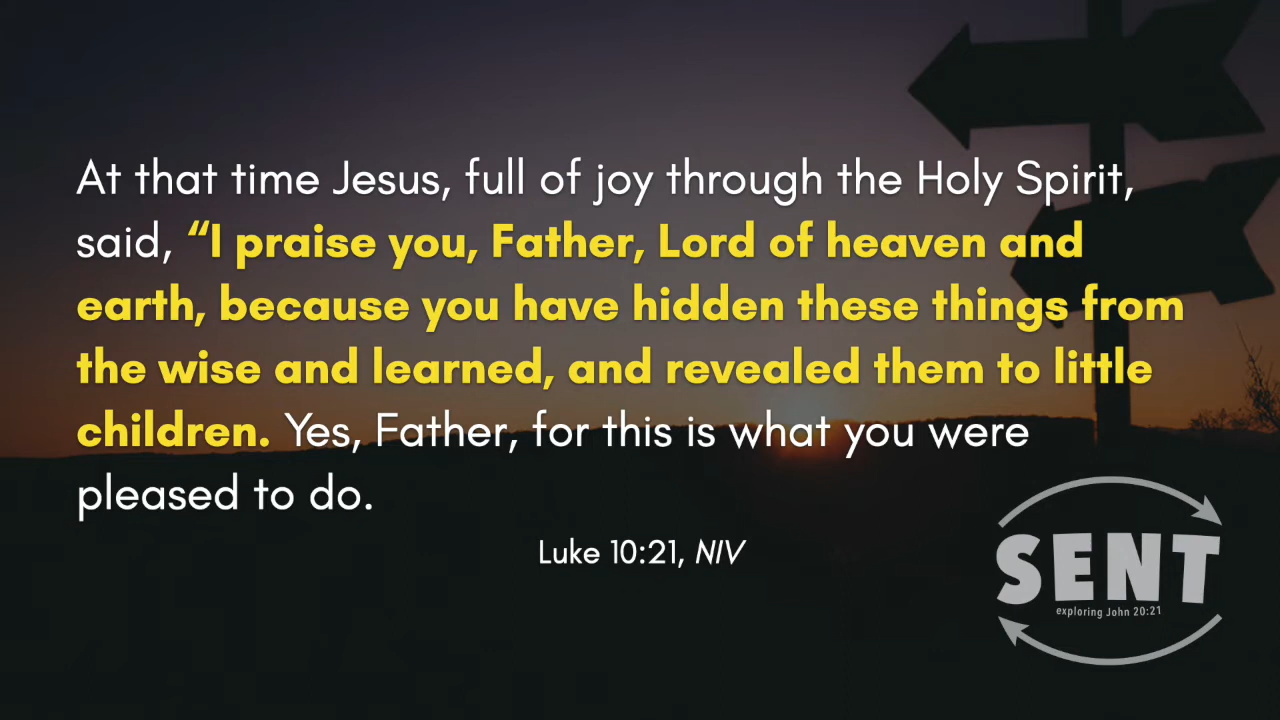 At that time Jesus, full of joy through the Holy Spirit,
said, “I praise you, Father, Lord of heaven and
earth, because you have hidden these things from
the wise and learned, and revealed them to little
children. Yes, Father, for this is what you were
pleased to do.
Luke 10:21, NIV
SENT
exploring John 20:21